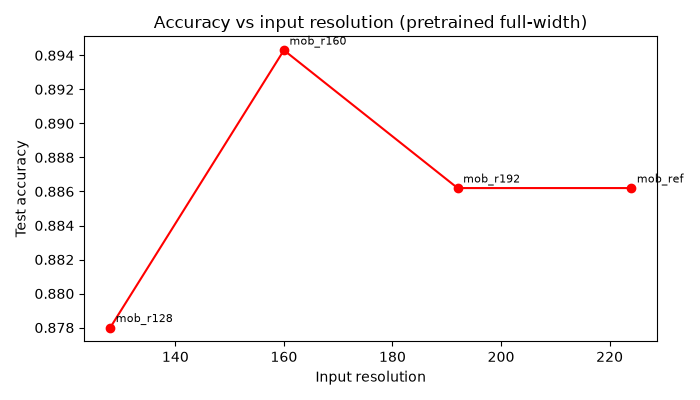 Accuracy vs input resolution (pretrained full-width)
Test accuracy
0.894
0.892
0.890
0.888
0.886
0.884
0.882
0.880
0.878
mob_r160
mob_r192
mob_ref
mob_r128
140
160
180
200
220
Input resolution